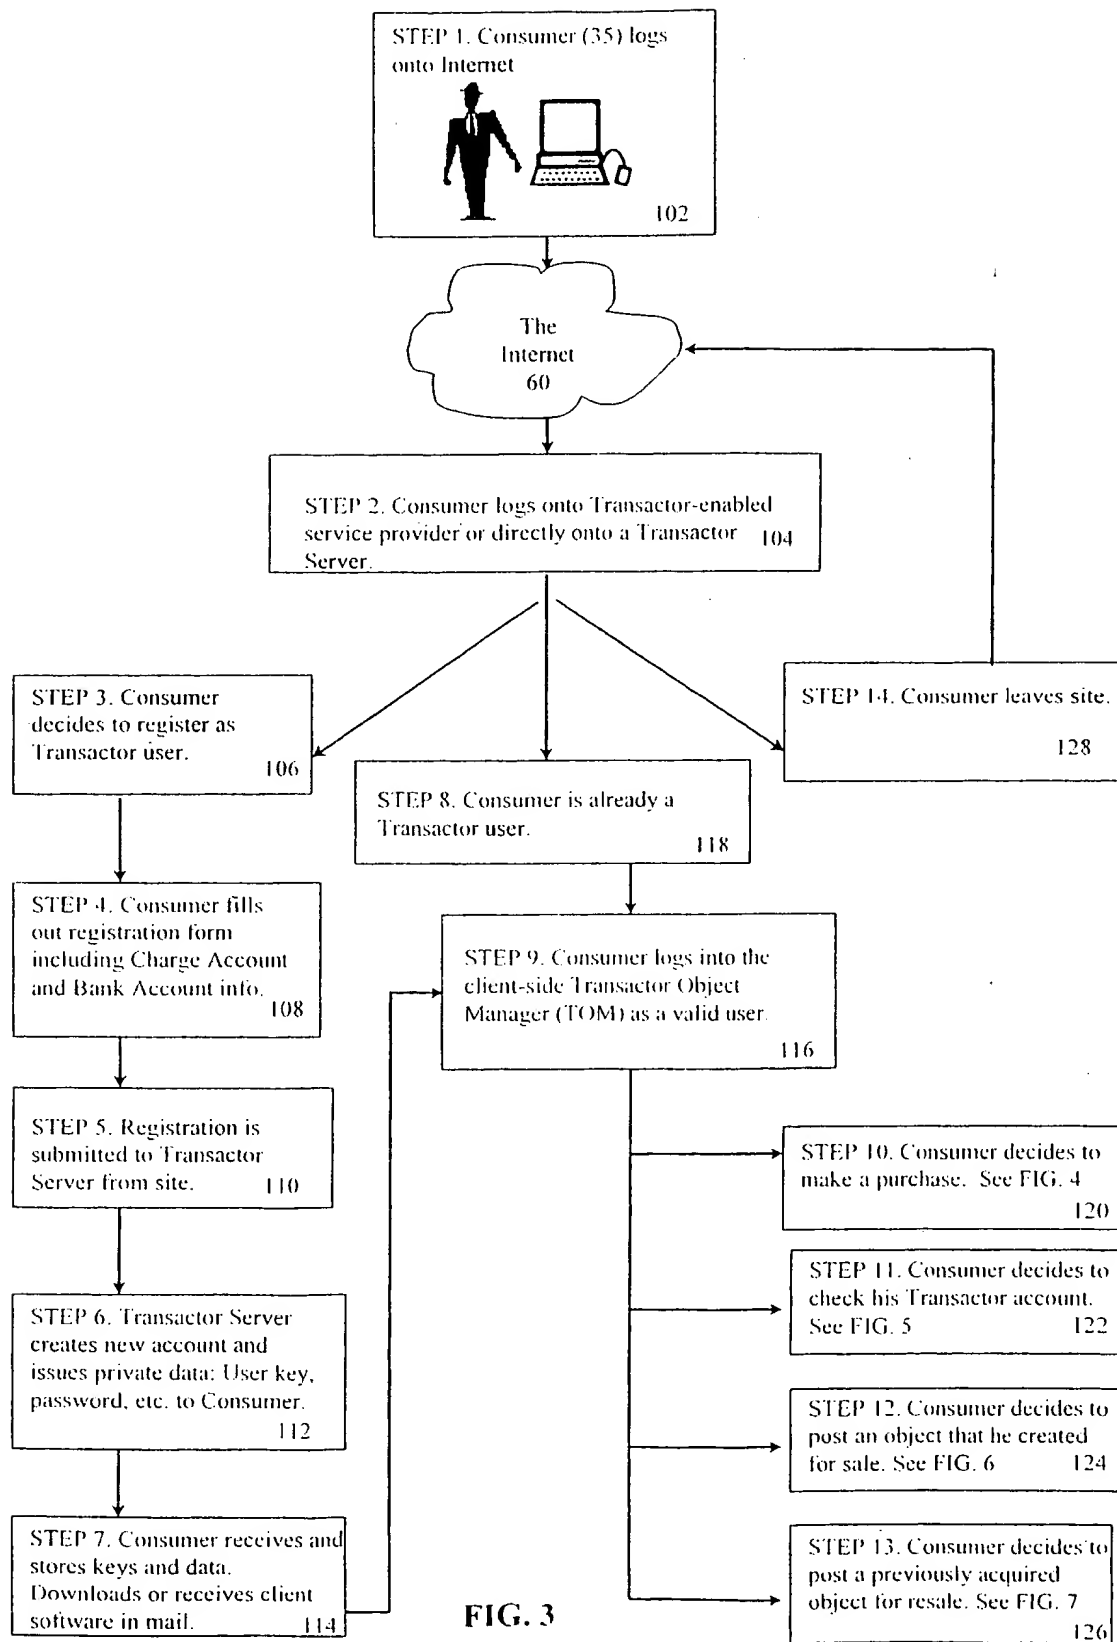 STEP 1. Consumer (35) logs
onto Internet
102
The
Internet
60
STEP 2. Consumer logs onto Transactor-enabled
service provider or directly onto a Transactor
Server.
104
STEP 3. Consumer
decides to register as
Transactor user.
106
STEP 14. Consumer leaves site.
128
STEP 8. Consumer is already a
Transactor user.
118
STEP 4. Consumer fills
out registration form
including Charge Account
and Bank Account info.
108
STEP 9. Consumer logs into the
client-side Transactor Object
Manager (TOM) as a valid user.
116
STEP 5. Registration is
submitted to Transactor
Server from site.
110
STEP 10. Consumer decides to
make a purchase. See FIG. 4
120
STEP 11. Consumer decides to
check his Transactor account.
See FIG. 5
122
STEP 6. Transactor Server
creates new account and
issues private data: User key,
password, etc. to Consumer.
112
STEP 12. Consumer decides to
post an object that he created
for sale. See FIG. 6
124
STEP 7. Consumer receives and
stores keys and data.
Downloads or receives client
software in mail.
114
STEP 13. Consumer decides to
post a previously acquired
object for resale. See FIG. 7
126
FIG. 3